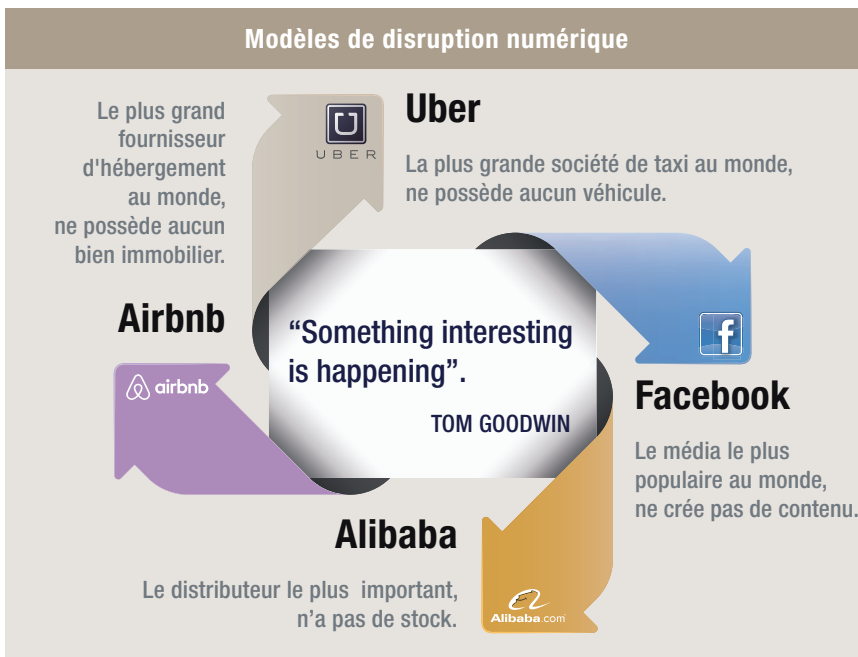 Modèles de disruption numérique
Le plus grand
fournisseur
d'hébergement
au monde,
ne possède aucun
bien immobilier.
Airbnb
airbnb
UBER
Uber
La plus grande société de taxi au monde,
ne possède aucun véhicule.
“Something interesting
is happening”.
TOM GOODWIN
f
Facebook
Le média le plus
populaire au monde,
ne crée pas de contenu.
Alibaba
Le distributeur le plus important,
n’a pas de stock.
Alibaba.com